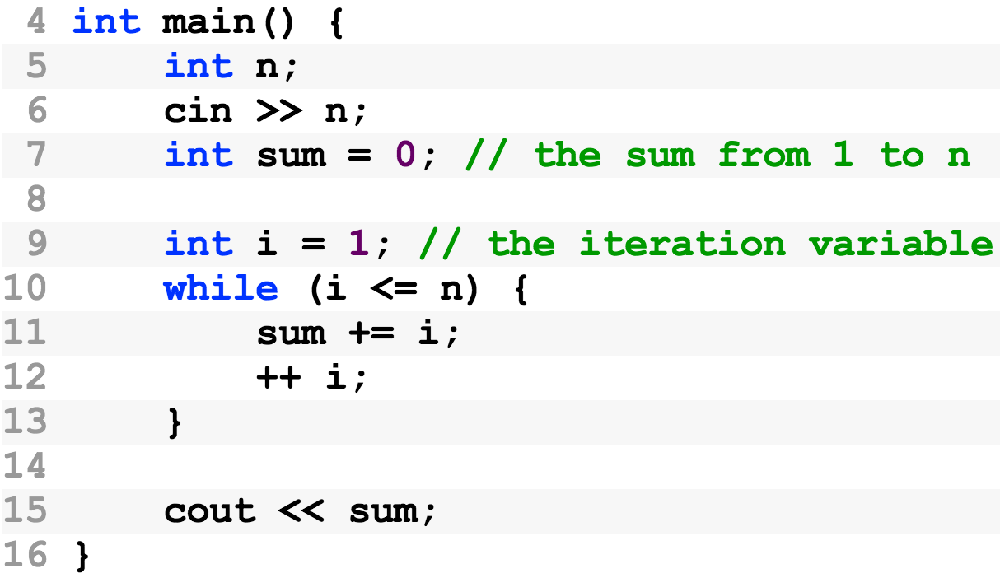 4 int main() {
5     int n;
6     cin >> n;
7     int sum = 0; // the sum from 1 to n
8
9     int i = 1; // the iteration variable
10     while (i <= n) {
11         sum += i;
12         ++ i;
13     }
14
15     cout << sum;
16 }